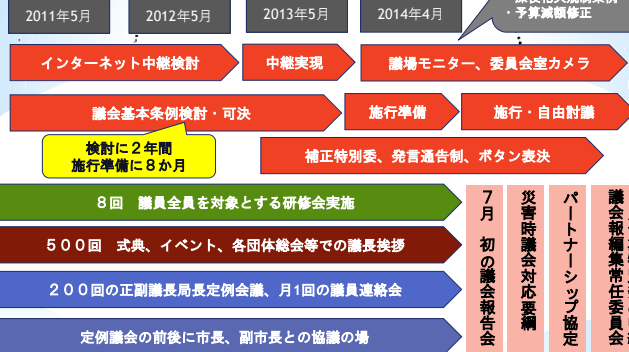 2011年5月
2012年5月
2013年5月
2014年4月
・予算減額修正
インターネット中継検討
中継実現
議場モニター、委員会室カメラ
議会基本条例検討・可決
施行準備
施行・自由討議
検討に２年間
施行準備に８か月
補正特別委、発言通告制、ボタン表決
８回　議員全員を対象とする研修会実施
５００回　式典、イベント、各団体総会等での議長挨拶
２００回の正副議長局長定例会議、月1回の議員連絡会
定例議会の前後に市長、副市長との協議の場
７月　初の議会報告会
災害時議会対応要綱
パートナーシップ協定
議会報編集常任委員会